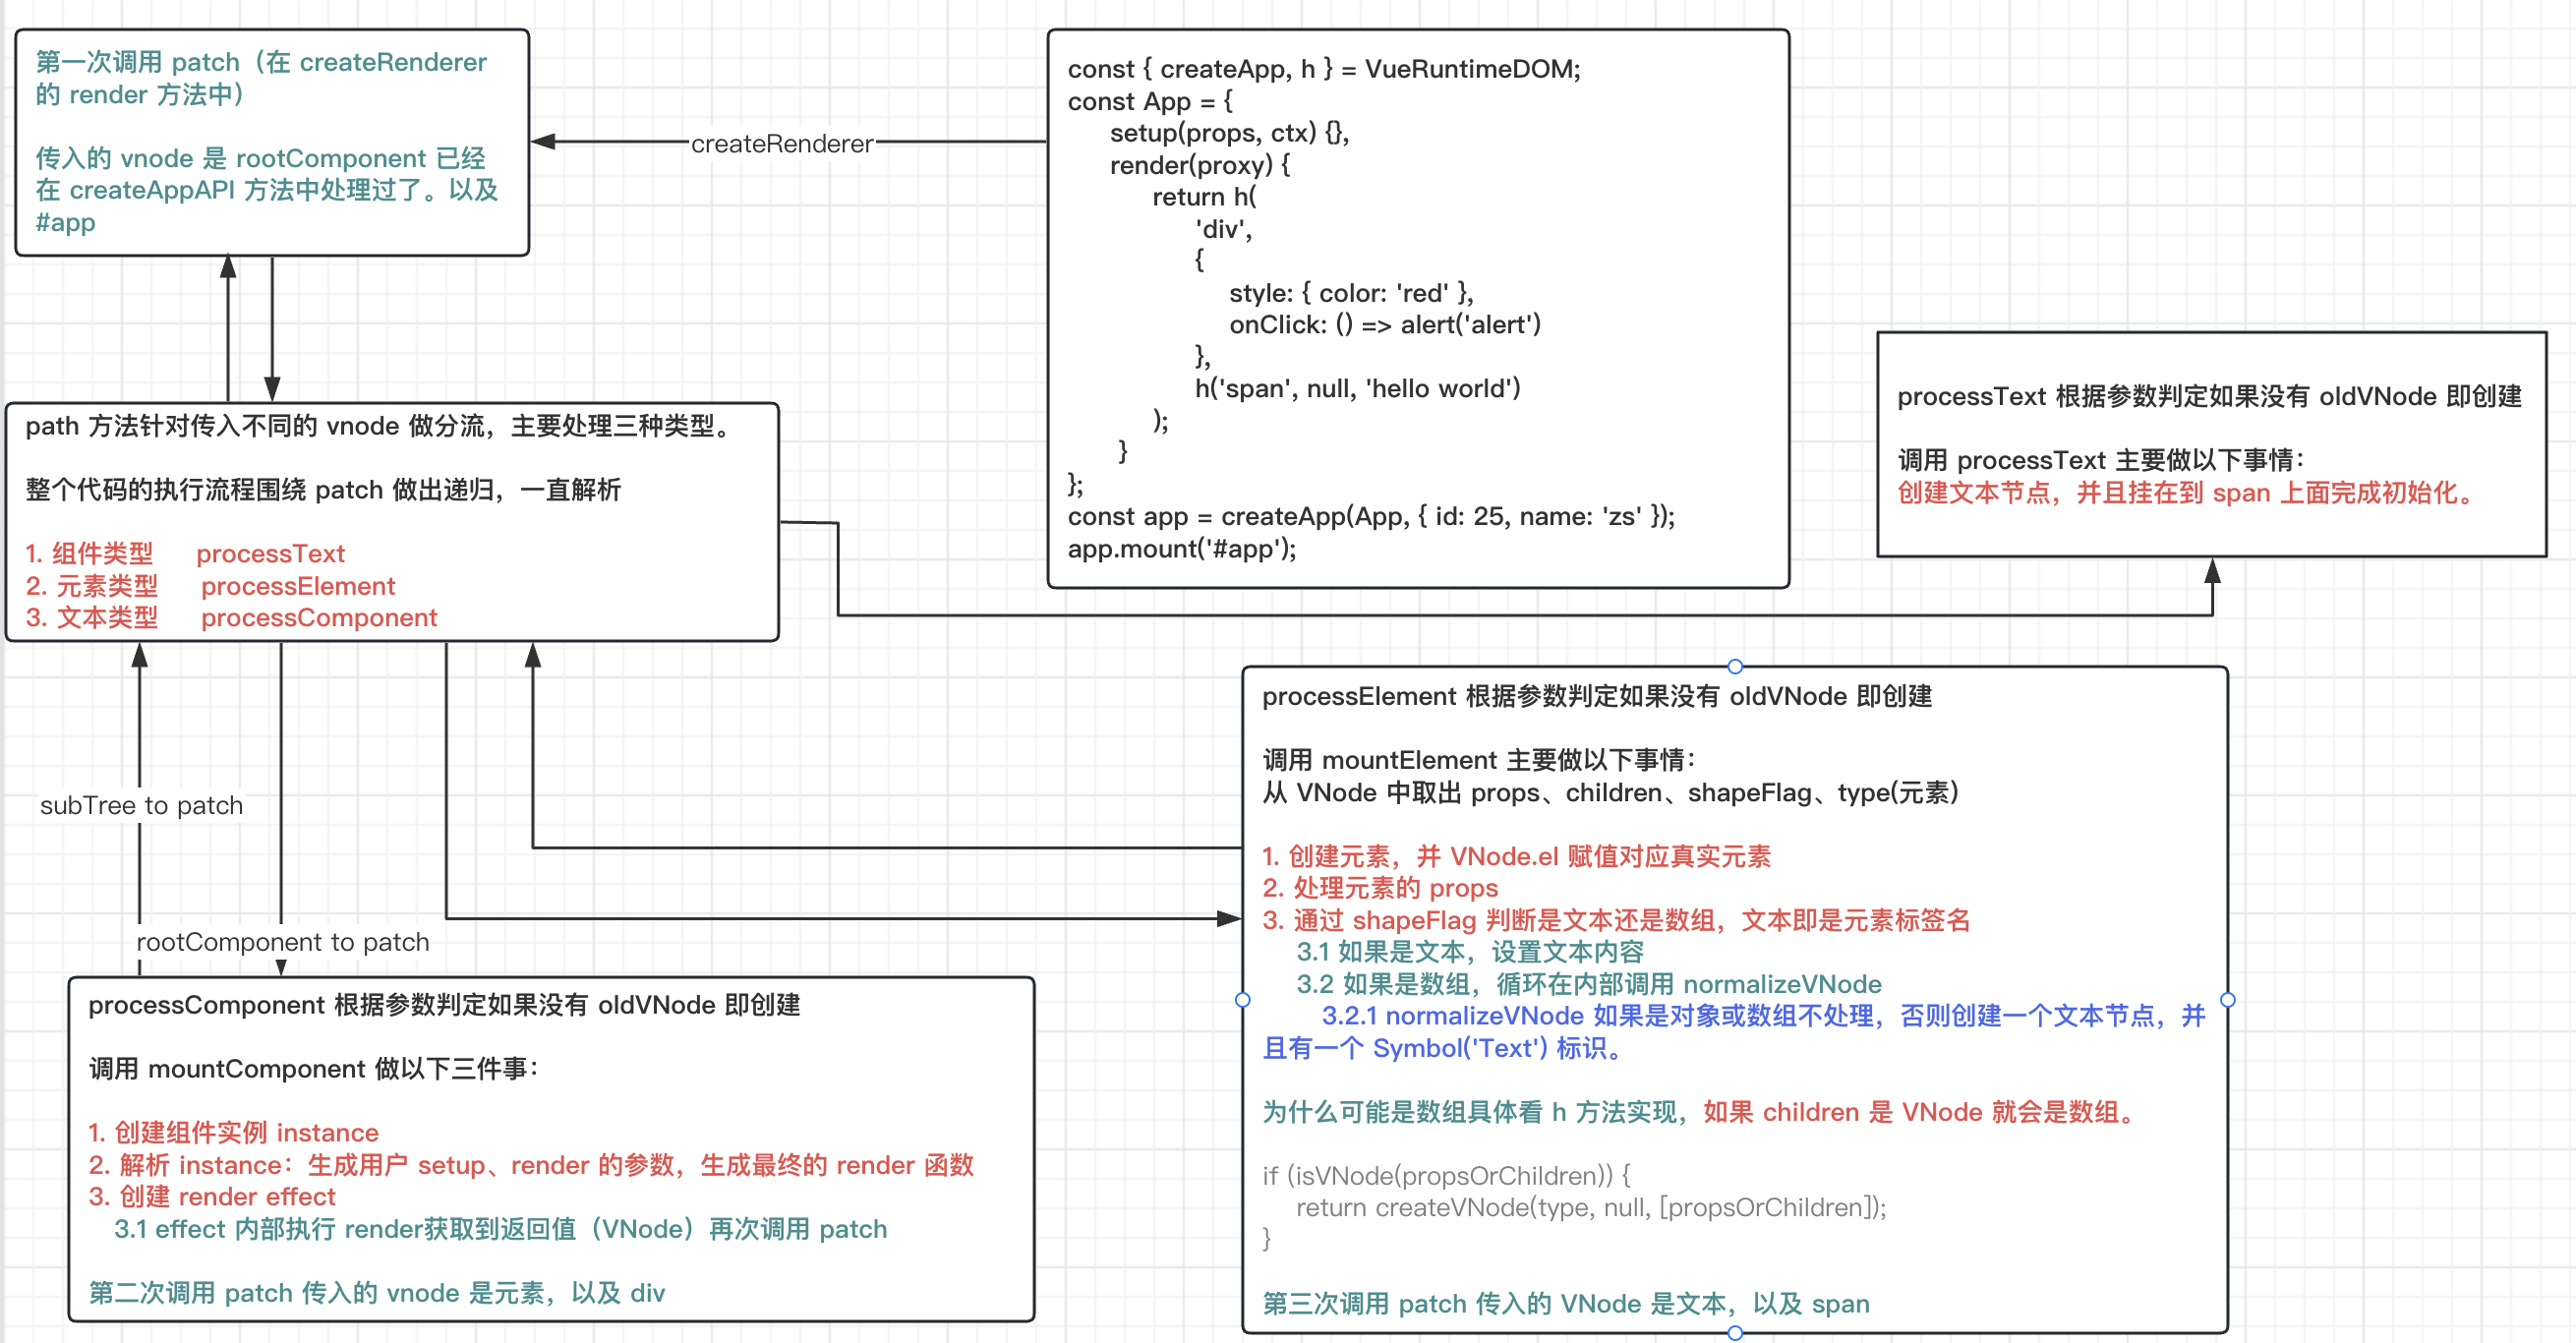 第一次调用 patch（在 createRenderer
的 render 方法中）
传入的 vnode 是 rootComponent 已经
在 createAppAPI 方法中处理过了。以及
#app
createRenderer
const { createApp, h } = VueRuntimeDOM;
const App = {
setup(props, ctx) {},
render(proxy) {
return h(
'div',
{
style: { color: 'red' },
onClick: () => alert('alert')
},
h('span', null, 'hello world')
);
}
};
const app = createApp(App, { id: 25, name: 'zs' });
app.mount('#app');
path 方法针对传入不同的 vnode 做分流，主要处理三种类型。
整个代码的执行流程围绕 patch 做出递归，一直解析
1. 组件类型 processText
2. 元素类型 processElement
3. 文本类型 processComponent
processText 根据参数判定如果没有 oldVNode 即创建
调用 processText 主要做以下事情：
创建文本节点，并且挂在到 span 上面完成初始化。
subTree to patch
rootComponent to patch
processComponent 根据参数判定如果没有 oldVNode 即创建
调用 mountComponent 做以下三件事：
1. 创建组件实例 instance
2. 解析 instance：生成用户 setup、render 的参数，生成最终的 render 函数
3. 创建 render effect
3.1 effect 内部执行 render获取到返回值（VNode）再次调用 patch
第二次调用 patch 传入的 vnode 是元素，以及 div
processElement 根据参数判定如果没有 oldVNode 即创建
调用 mountElement 主要做以下事情：
从 VNode 中取出 props、children、shapeFlag、type(元素)
1. 创建元素，并 VNode.el 赋值对应真实元素
2. 处理元素的 props
3. 通过 shapeFlag 判断是文本还是数组，文本即是元素标签名
3.1 如果是文本，设置文本内容
3.2 如果是数组，循环在内部调用 normalizeVNode
3.2.1 normalizeVNode 如果是对象或数组不处理，否则创建一个文本节点，并
且有一个 Symbol('Text') 标识。
为什么可能是数组具体看 h 方法实现，如果 children 是 VNode 就会是数组。
if (isVNode(propsOrChildren)) {
return createVNode(type, null, [propsOrChildren]);
}
第三次调用 patch 传入的 VNode 是文本，以及 span